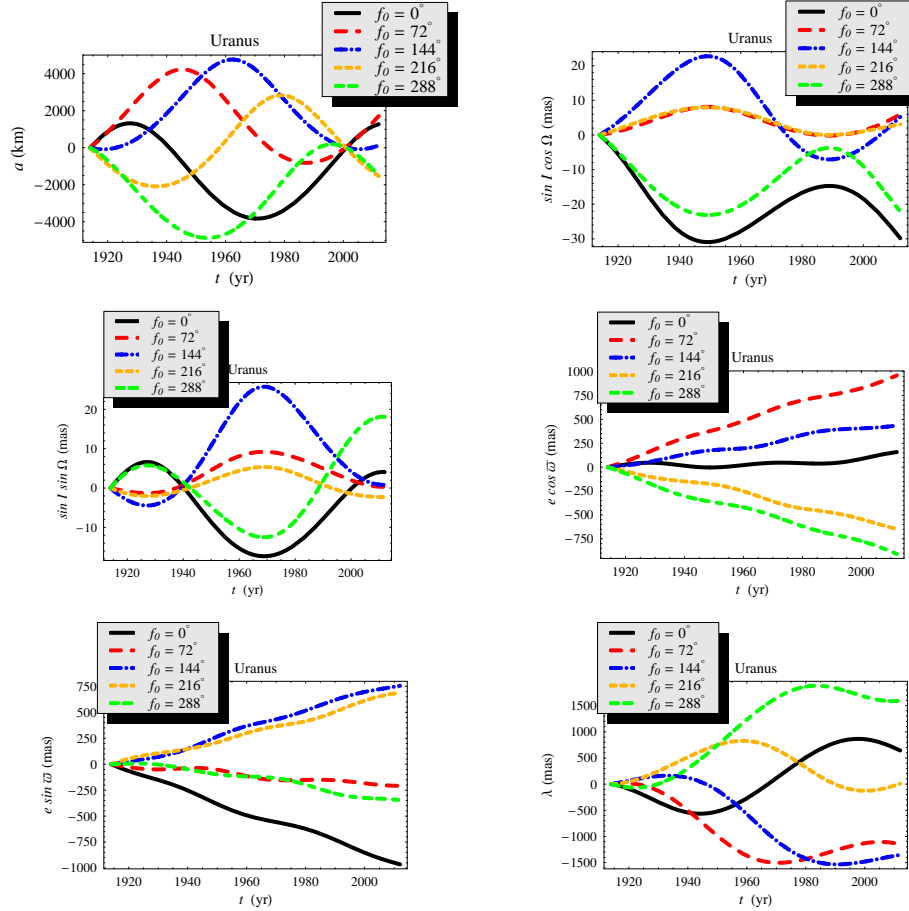 Uranus
f0 = 0°
f0 = 72°
f0 = 144°
f0 = 216°
f0 = 288°
a (km)
4000
2000
0
−2000
−4000
1920 1940 1960 1980 2000
t (yr)
Uranus
f0 = 0°
f0 = 72°
f0 = 144°
f0 = 216°
f0 = 288°
sin I cos Ω (mas)
20
10
0
−10
−20
−30
1920 1940 1960 1980 2000
t (yr)
f0 = 0°
f0 = 72°
f0 = 144°
f0 = 216°
f0 = 288°
Uranus
sin I sin Ω (mas)
20
10
0
−10
1920 1940 1960 1980 2000
t (yr)
f0 = 0°
f0 = 72°
f0 = 144°
f0 = 216°
f0 = 288°
Uranus
e cos ϖ (mas)
1000
750
500
250
0
−250
−500
−750
1920 1940 1960 1980 2000
t (yr)
f0 = 0°
f0 = 72°
f0 = 144°
f0 = 216°
f0 = 288°
Uranus
e sin ϖ (mas)
750
500
250
0
−250
−500
−750
−1000
1920 1940 1960 1980 2000
t (yr)
f0 = 0°
f0 = 72°
f0 = 144°
f0 = 216°
f0 = 288°
Uranus
λ (mas)
1500
1000
500
0
−500
−1000
−1500
1920 1940 1960 1980 2000
t (yr)